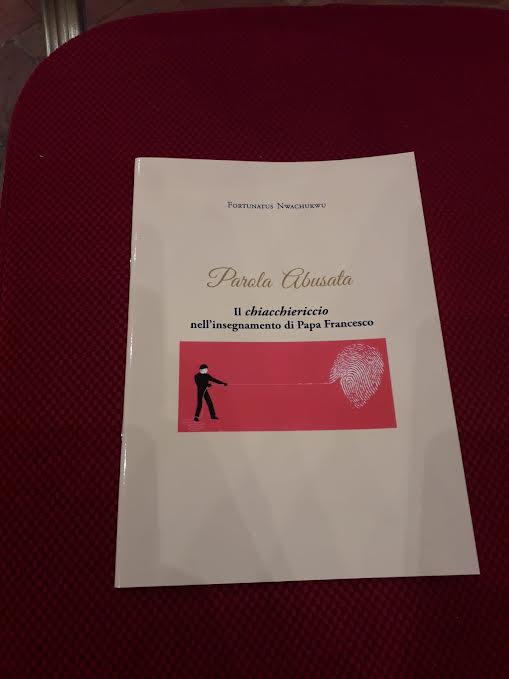 Fortunatus Nwachukwu
Parola Abusata
Il chiacchiericcio
nell'insegnamento di Papa Francesco